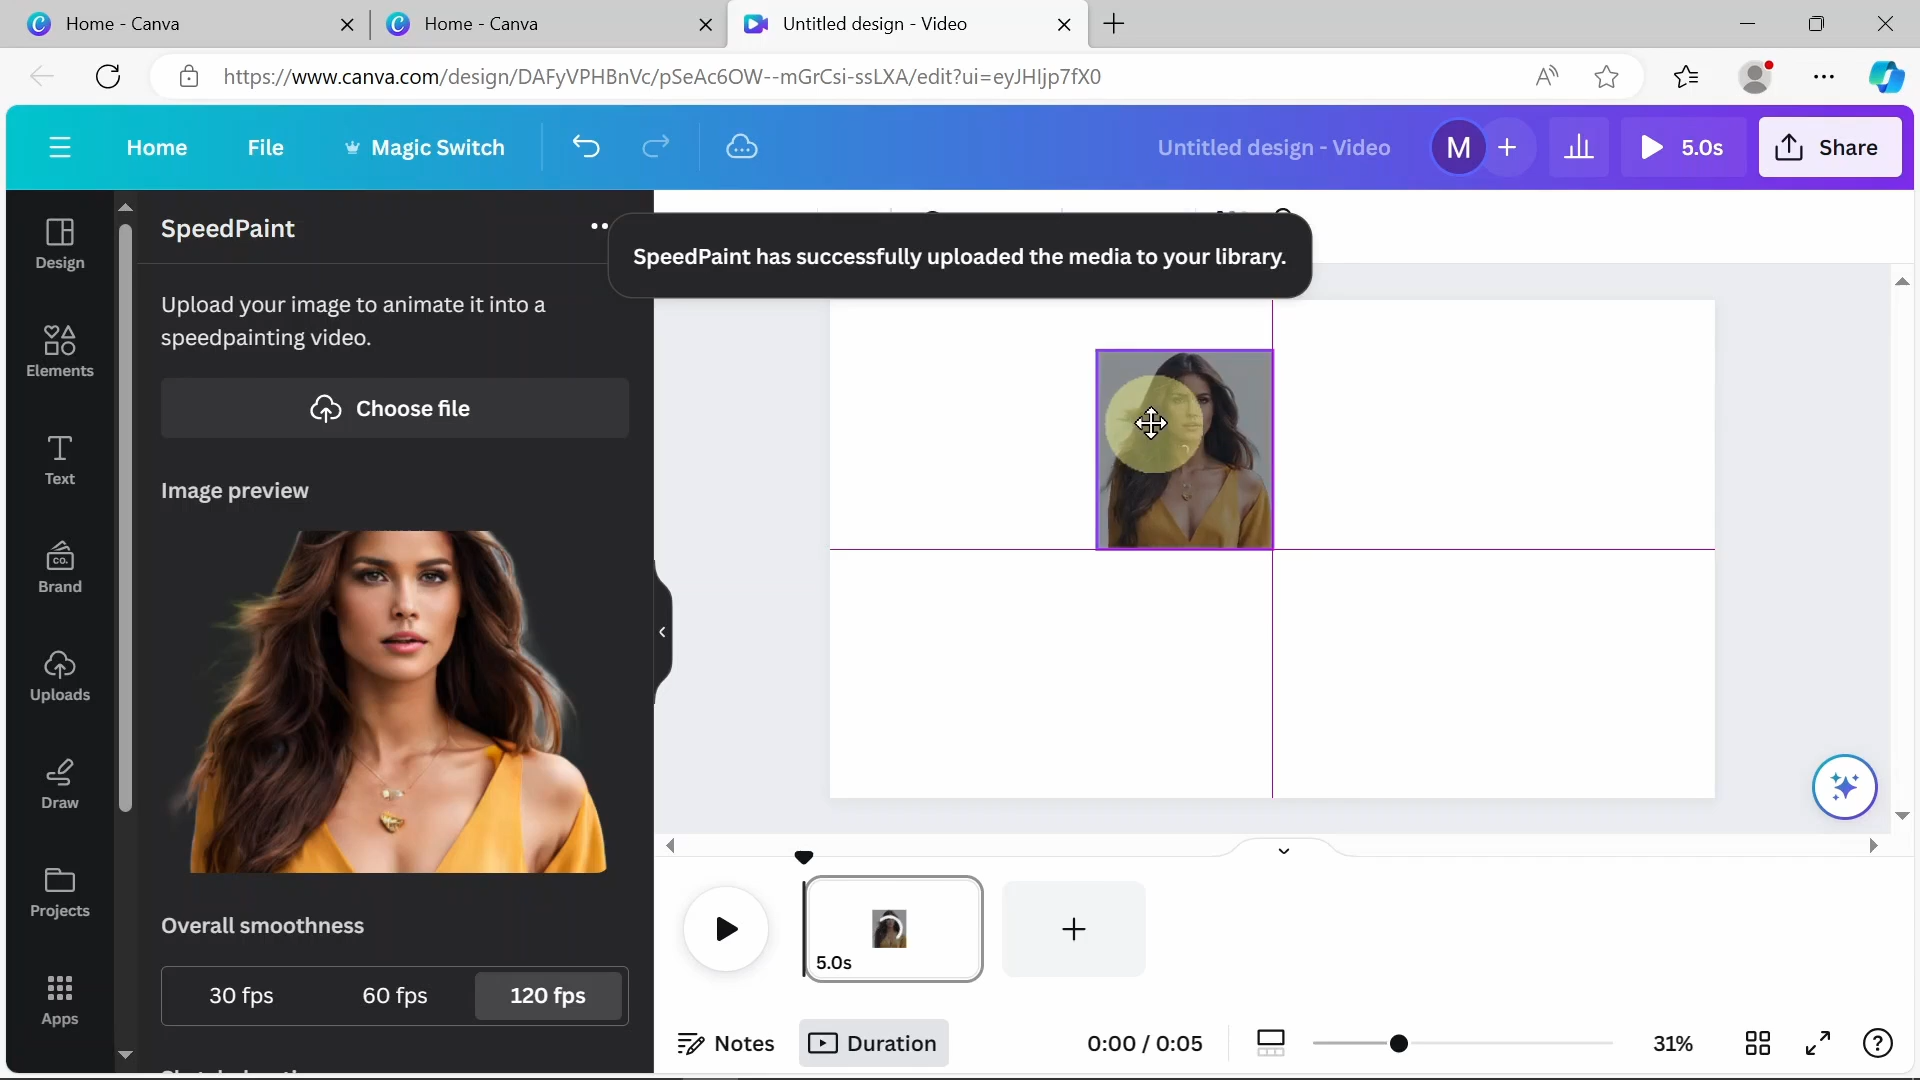 Home - Canva
Home - Canva
Untitled design - Video
https://www.canva.com/design/DAFyVPHBnVc/pSeAc6OW--mGrCsi-ssLXA/edit?ui=eyJHIjp7fX0
Home
File
Magic Switch
Untitled design - Video
M
5.0s
Share
Design
Elements
Text
CO.
Brand
Uploads
Draw
Projects
Apps
SpeedPaint
Upload your image to animate it into a
speedpainting video.
Choose file
Image preview
Overall smoothness
30 fps
60 fps
120 fps
SpeedPaint has successfully uploaded the media to your library.
5.0s
Notes
Duration
0:00 / 0:05
31%